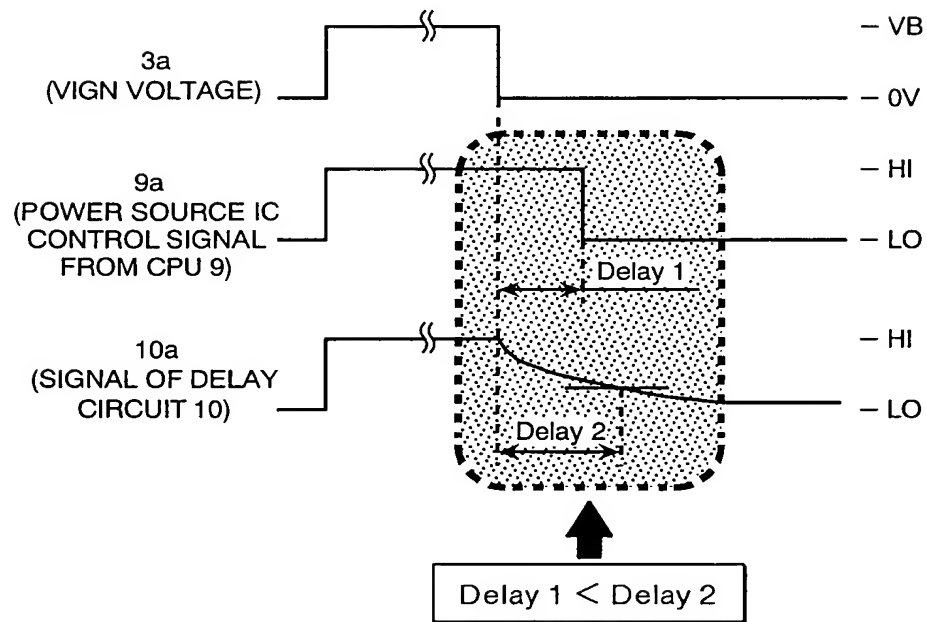 VB
3a
(VIGN VOLTAGE)
0V
9a
(POWER SOURCE IC
CONTROL SIGNAL
FROM CPU 9)
HI
LO
Delay 1
10a
(SIGNAL OF DELAY
CIRCUIT 10)
HI
LO
Delay 2
Delay 1 < Delay 2